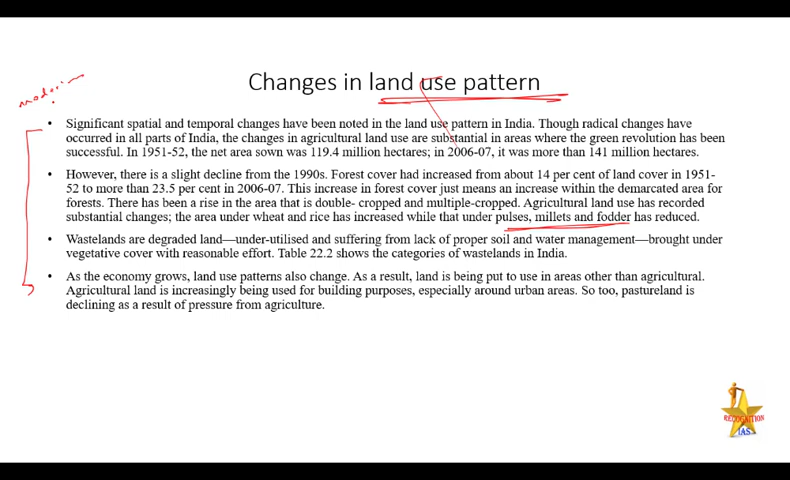 Changes in land use pattern
• Significant spatial and temporal changes have been noted in the land use pattern in India. Though radical changes have
occurred in all parts of India, the changes in agricultural land use are substantial in areas where the green revolution has been
successful. In 1951-52, the net area sown was 119.4 million hectares; in 2006-07, it was more than 141 million hectares.
• However, there is a slight decline from the 1990s. Forest cover had increased from about 14 per cent of land cover in 1951-
52 to more than 23.5 per cent in 2006-07. This increase in forest cover just means an increase within the demarcated area for
forests. There has been a rise in the area that is double- cropped and multiple-cropped. Agricultural land use has recorded
substantial changes; the area under wheat and rice has increased while that under pulses, millets and fodder has reduced.
• Wastelands are degraded land—under-utilised and suffering from lack of proper soil and water management—brought under
vegetative cover with reasonable effort. Table 22.2 shows the categories of wastelands in India.
• As the economy grows, land use patterns also change. As a result, land is being put to use in areas other than agricultural.
Agricultural land is increasingly being used for building purposes, especially around urban areas. So too, pastureland is
declining as a result of pressure from agriculture.
RECOGNITION
IAS